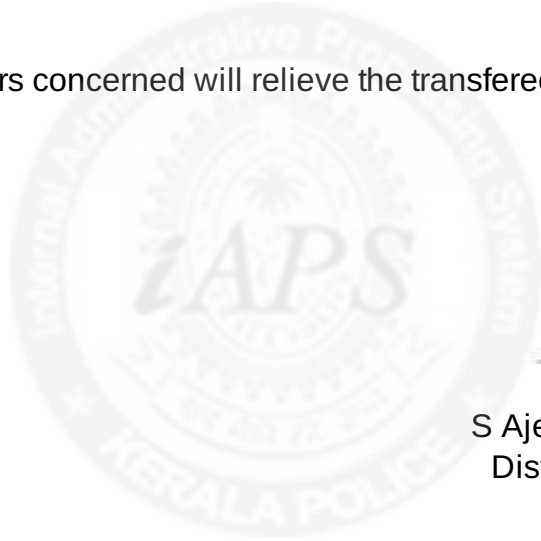 rs concerned will relieve the transferee
Internal Administrative Processing System
iAPS
S Aje
Dis
KERALA POLICE